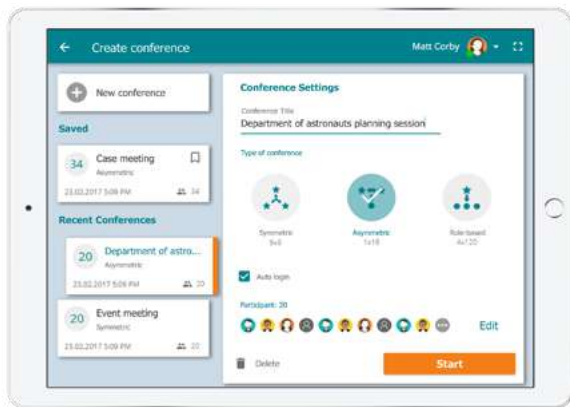 Create conference
Matt Corby
New conference
Saved
34
Case meeting
Asymmetric
23.02.2017 5:09 PM
34
Recent Conferences
20
Department of astro...
Asymmetric
23.02.2017 5:09 PM
20
20
Event meeting
Symmetric
23.02.2017 5:09 PM
20
Conference Settings
Conference Title
Department of astronauts planning session
Type of conference
Symmetric
Asymmetric
1x18
Role-based
4x120
Auto login
Participant: 20
Edit
Delete
Start